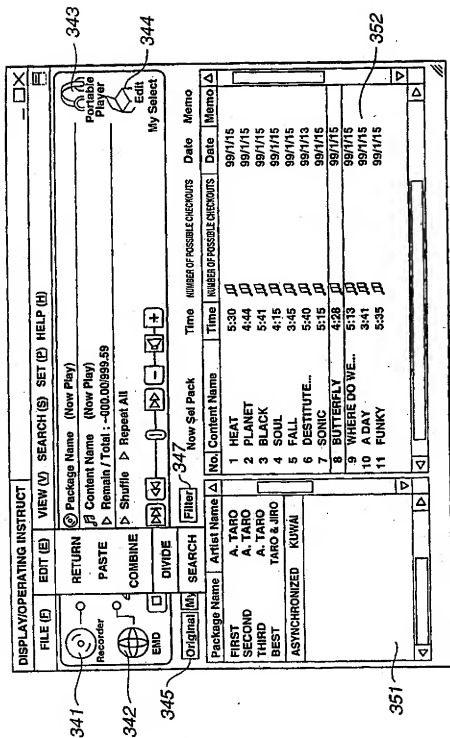 DISPLAY/OPERATING INSTRUCT
FILE (F) EDIT (E) VIEW (V) SEARCH (S) SET (P) HELP (H)
RETURN
PASTE
COMBINE
DIVIDE
SEARCH
341
Recorder
342
EMD
Package Name (Now Play)
Content Name (Now Play)
Remain / Total : -000.00/999.59
Shuffle Repeat All
343
Portable Player
344
Edit
My Select
345
Original My
Filter
347
Now Sel Pack Time NUMBER OF POSSIBLE CHECKOUTS Date Memo
Package Name Artist Name
FIRST A. TARO
SECOND A. TARO
THIRD A. TARO
BEST TARO & JIRO
ASYNCHRONIZED KUWAI
351
No. Content Name Time NUMBER OF POSSIBLE CHECKOUTS Date Memo
1 HEAT 5:30 99/1/15
2 PLANET 4:44 99/1/15
3 BLACK 5:41 99/1/15
4 SOUL 4:15 99/1/15
5 FALL 3:45 99/1/15
6 DESTITUTE... 5:40 99/1/13
7 SONIC 5:15 99/1/15
8 BUTTERFLY 4:28 99/1/15
9 WHERE DO WE... 5:13 99/1/15
10 A DAY 3:41 99/1/15
11 FUNKY 5:35 99/1/15
352